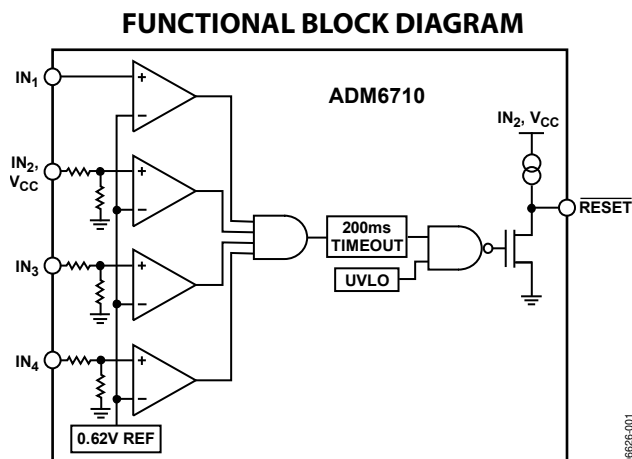 FUNCTIONAL BLOCK DIAGRAM
IN1
ADM6710
IN2, VCC
IN2,
VCC
RESET
200ms
TIMEOUT
IN3
UVLO
IN4
0.62V REF
06626-001
+
−
+
−
+
−
+
−